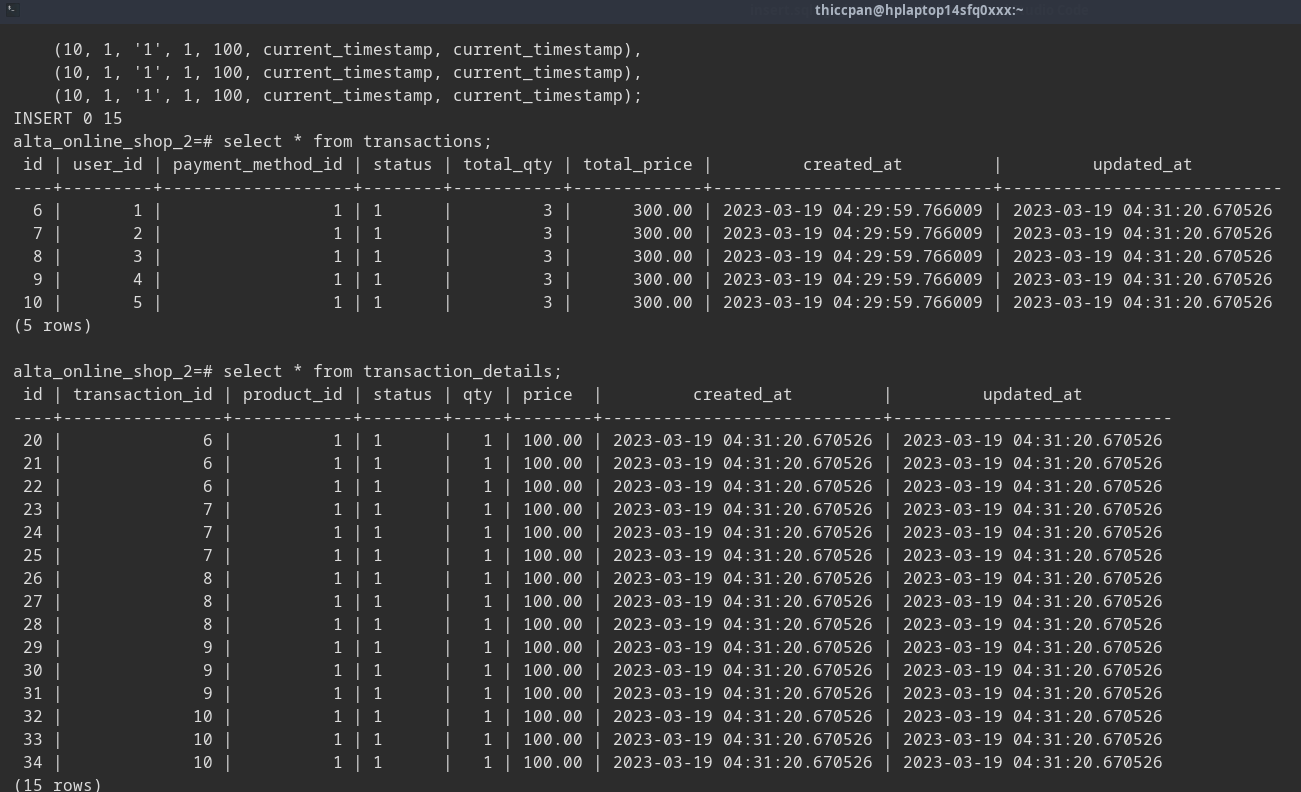 thiccpan@hplaptop14sfq0xxx:~
    (10, 1, '1', 1, 100, current_timestamp, current_timestamp),
    (10, 1, '1', 1, 100, current_timestamp, current_timestamp),
    (10, 1, '1', 1, 100, current_timestamp, current_timestamp);
INSERT 0 15
alta_online_shop_2=# select * from transactions;
 id | user_id | payment_method_id | status | total_qty | total_price |         created_at         |         updated_at
----+---------+-------------------+--------+-----------+-------------+----------------------------+----------------------------
  6 |       1 |                 1 | 1      |         3 |      300.00 | 2023-03-19 04:29:59.766009 | 2023-03-19 04:31:20.670526
  7 |       2 |                 1 | 1      |         3 |      300.00 | 2023-03-19 04:29:59.766009 | 2023-03-19 04:31:20.670526
  8 |       3 |                 1 | 1      |         3 |      300.00 | 2023-03-19 04:29:59.766009 | 2023-03-19 04:31:20.670526
  9 |       4 |                 1 | 1      |         3 |      300.00 | 2023-03-19 04:29:59.766009 | 2023-03-19 04:31:20.670526
 10 |       5 |                 1 | 1      |         3 |      300.00 | 2023-03-19 04:29:59.766009 | 2023-03-19 04:31:20.670526
(5 rows)
alta_online_shop_2=# select * from transaction_details;
 id | transaction_id | product_id | status | qty | price  |         created_at         |         updated_at
----+----------------+------------+--------+-----+--------+----------------------------+----------------------------
 20 |              6 |          1 | 1      |   1 | 100.00 | 2023-03-19 04:31:20.670526 | 2023-03-19 04:31:20.670526
 21 |              6 |          1 | 1      |   1 | 100.00 | 2023-03-19 04:31:20.670526 | 2023-03-19 04:31:20.670526
 22 |              6 |          1 | 1      |   1 | 100.00 | 2023-03-19 04:31:20.670526 | 2023-03-19 04:31:20.670526
 23 |              7 |          1 | 1      |   1 | 100.00 | 2023-03-19 04:31:20.670526 | 2023-03-19 04:31:20.670526
 24 |              7 |          1 | 1      |   1 | 100.00 | 2023-03-19 04:31:20.670526 | 2023-03-19 04:31:20.670526
 25 |              7 |          1 | 1      |   1 | 100.00 | 2023-03-19 04:31:20.670526 | 2023-03-19 04:31:20.670526
 26 |              8 |          1 | 1      |   1 | 100.00 | 2023-03-19 04:31:20.670526 | 2023-03-19 04:31:20.670526
 27 |              8 |          1 | 1      |   1 | 100.00 | 2023-03-19 04:31:20.670526 | 2023-03-19 04:31:20.670526
 28 |              8 |          1 | 1      |   1 | 100.00 | 2023-03-19 04:31:20.670526 | 2023-03-19 04:31:20.670526
 29 |              9 |          1 | 1      |   1 | 100.00 | 2023-03-19 04:31:20.670526 | 2023-03-19 04:31:20.670526
 30 |              9 |          1 | 1      |   1 | 100.00 | 2023-03-19 04:31:20.670526 | 2023-03-19 04:31:20.670526
 31 |              9 |          1 | 1      |   1 | 100.00 | 2023-03-19 04:31:20.670526 | 2023-03-19 04:31:20.670526
 32 |             10 |          1 | 1      |   1 | 100.00 | 2023-03-19 04:31:20.670526 | 2023-03-19 04:31:20.670526
 33 |             10 |          1 | 1      |   1 | 100.00 | 2023-03-19 04:31:20.670526 | 2023-03-19 04:31:20.670526
 34 |             10 |          1 | 1      |   1 | 100.00 | 2023-03-19 04:31:20.670526 | 2023-03-19 04:31:20.670526
(15 rows)